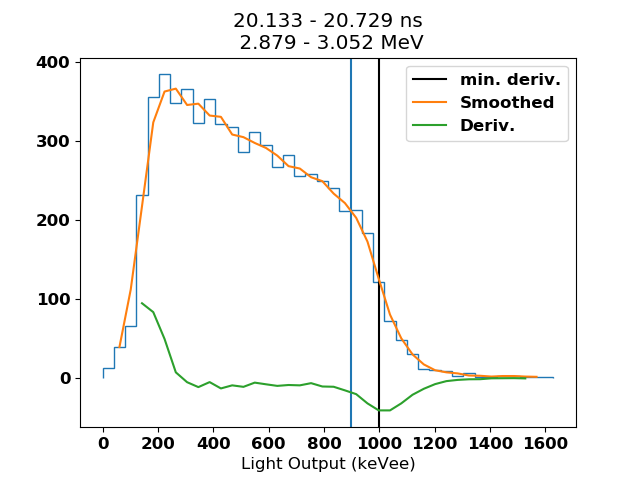 20.133 - 20.729 ns
2.879 - 3.052 MeV
min. deriv.
Smoothed
Deriv.
400
300
200
100
0
0 200 400 600 800 1000 1200 1400 1600
Light Output (keVee)